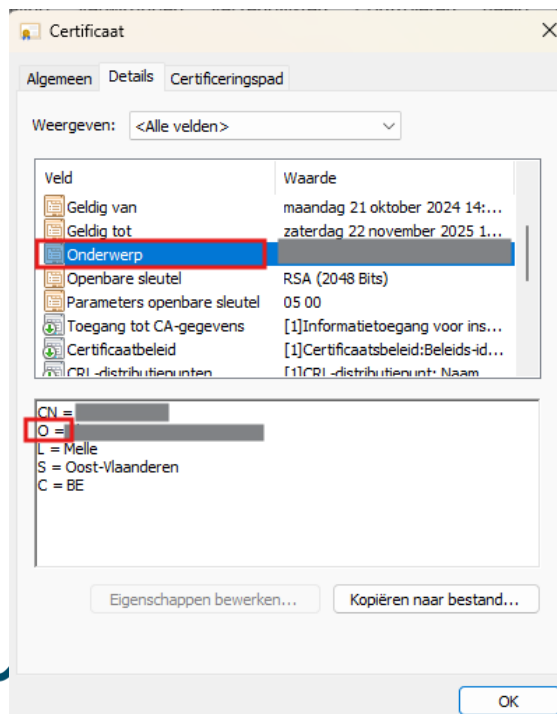 Certificaat
Algemeen Details Certificeringspad
Weergeven: <Alle velden>
Veld Waarde
Geldig van maandag 21 oktober 2024 14:...
Geldig tot zaterdag 22 november 2025 1...
Onderwerp
Openbare sleutel RSA (2048 Bits)
Parameters openbare sleutel 05 00
Toegang tot CA-gegevens [1]Informatietoegang voor ins...
Certificaatbeleid [1]Certificaatsbeleid:Beleids-id...
CRL-distributiepunten [1]CRL-distributiepunt: Naam
CN =
O =
L = Melle
S = Oost-Vlaanderen
C = BE
Eigenschappen bewerken... Kopiëren naar bestand...
OK